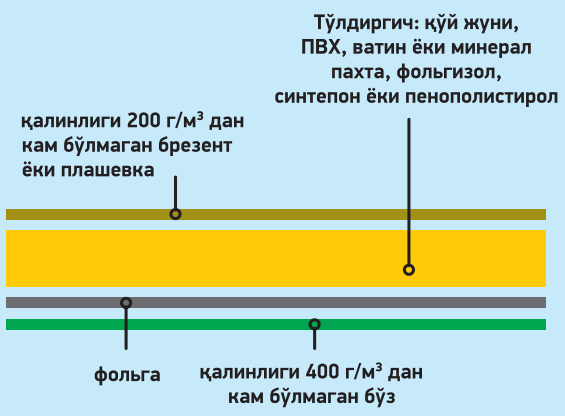 Тўлдиргич: қўй жуни,
ПВХ, ватин ёки минерал
пахта, фольгизол,
синтепон ёки пенополистирол
қалинлиги 200 г/м³ дан
кам бўлмаган брезент
ёки плашевка
фольга
қалинлиги 400 г/м³ дан
кам бўлмаган бўз